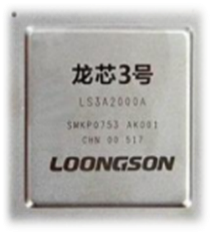 龙芯3号
LS3A2000A
SMKP0753 AK001
CHN 00 517
LOONGSON